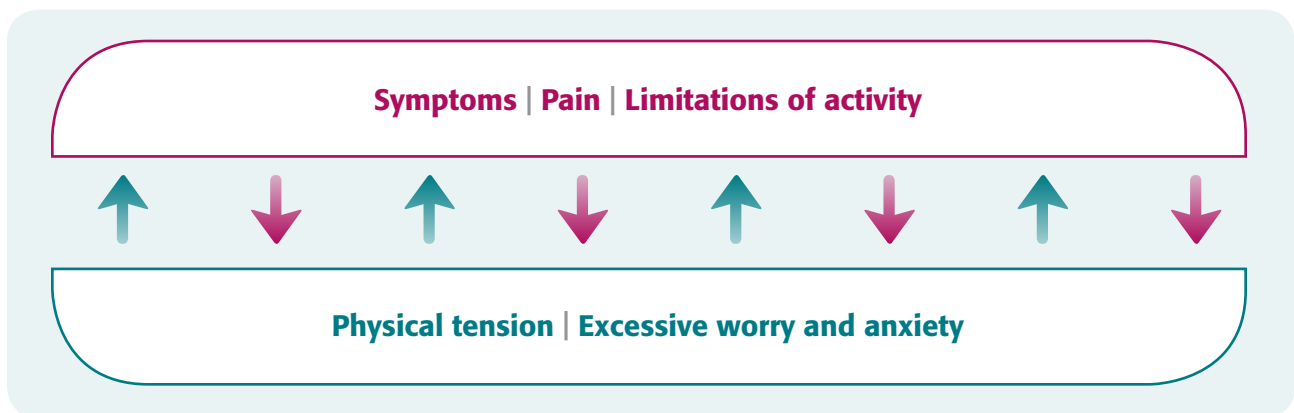 Symptoms | Pain | Limitations of activity
Physical tension | Excessive worry and anxiety